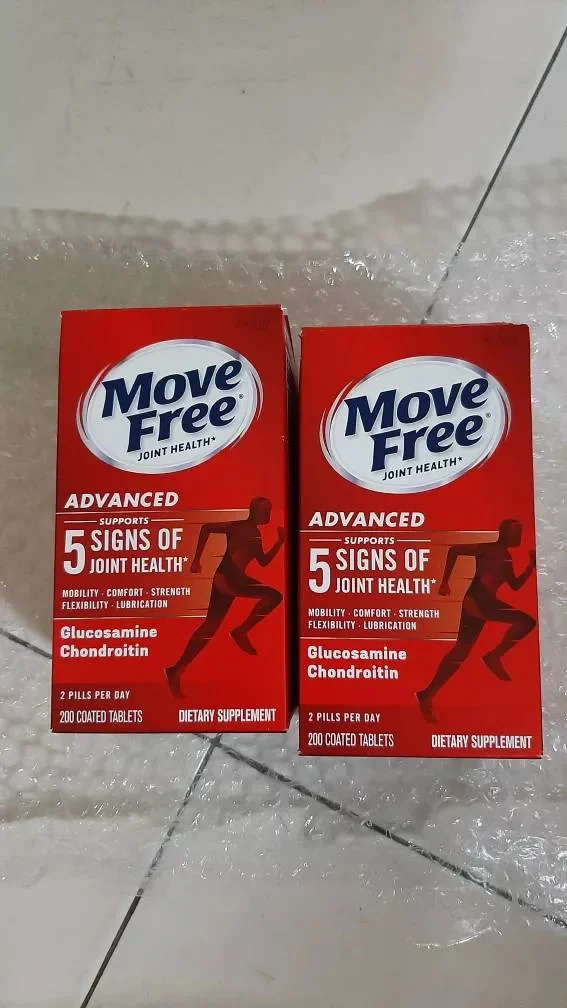 Move
Free®
JOINT HEALTH*
ADVANCED
SUPPORTS
5 SIGNS OF
JOINT HEALTH*
MOBILITY · COMFORT · STRENGTH
FLEXIBILITY · LUBRICATION
Glucosamine
Chondroitin
2 PILLS PER DAY
200 COATED TABLETS DIETARY SUPPLEMENT
Move
Free®
JOINT HEALTH*
ADVANCED
SUPPORTS
5 SIGNS OF
JOINT HEALTH*
MOBILITY · COMFORT · STRENGTH
FLEXIBILITY · LUBRICATION
Glucosamine
Chondroitin
2 PILLS PER DAY
200 COATED TABLETS DIETARY SUPPLEMENT